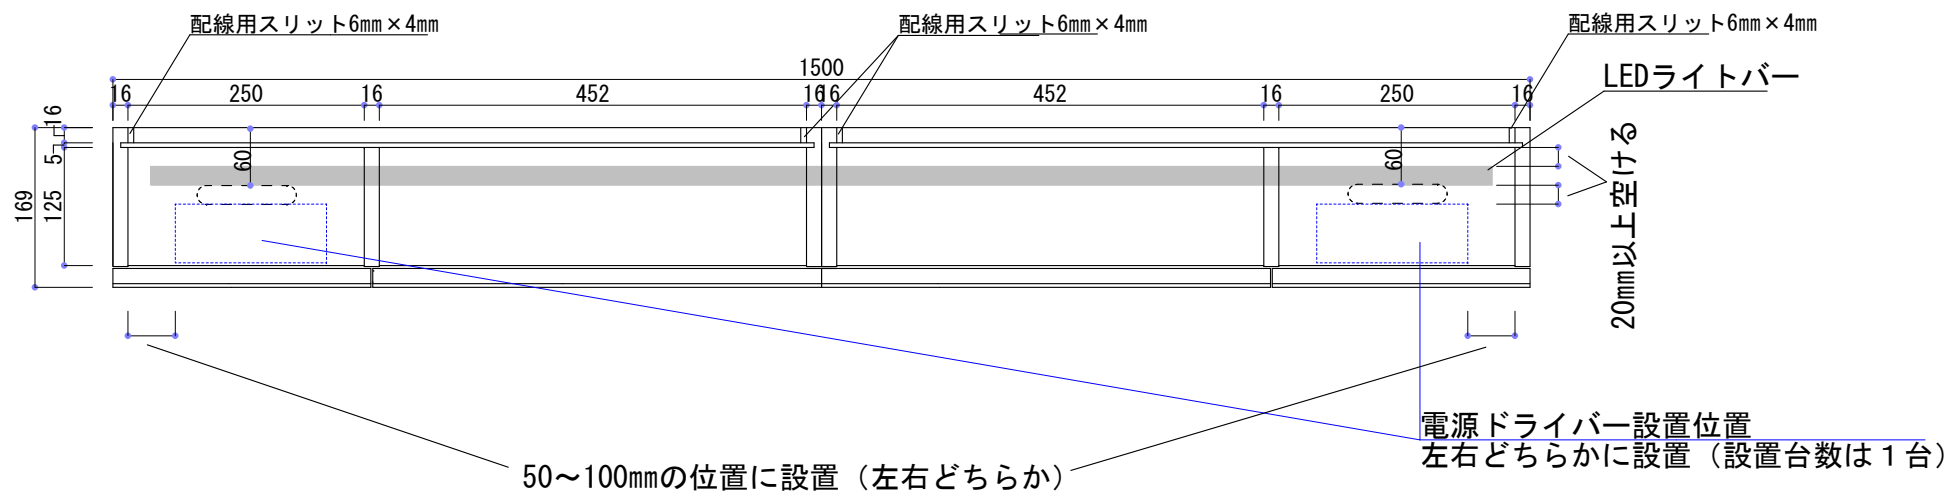 配線用スリット6mm×4mm
配線用スリット6mm×4mm
配線用スリット6mm×4mm
1500
LEDライトバー
16
250
16
452
16
16
452
16
250
16
16
5
125
169
60
60
20mm以上空ける
電源ドライバー設置位置
左右どちらかに設置（設置台数は１台）
50～100mmの位置に設置（左右どちらか）